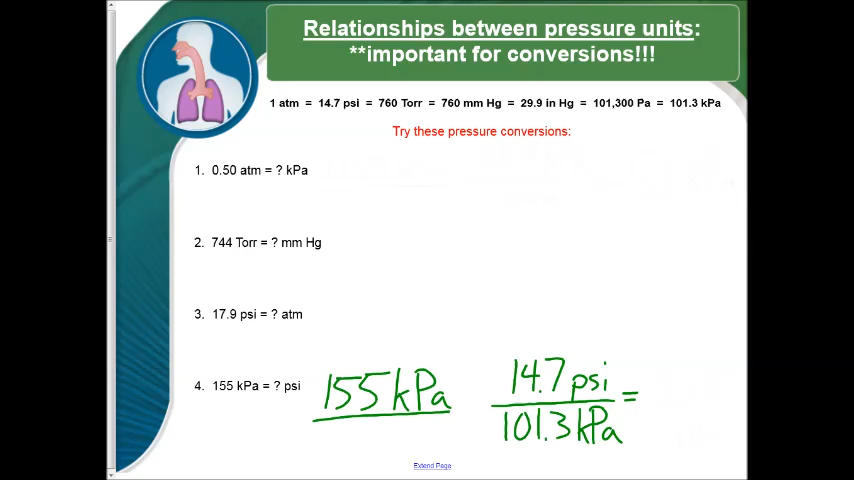 Relationships between pressure units:
**important for conversions!!!
1 atm = 14.7 psi = 760 Torr = 760 mm Hg = 29.9 in Hg = 101,300 Pa = 101.3 kPa
Try these pressure conversions:
1. 0.50 atm = ? kPa
2. 744 Torr = ? mm Hg
3. 17.9 psi = ? atm
4. 155 kPa = ? psi
155 kPa
14.7 psi =
101.3 kPa
Extend Page